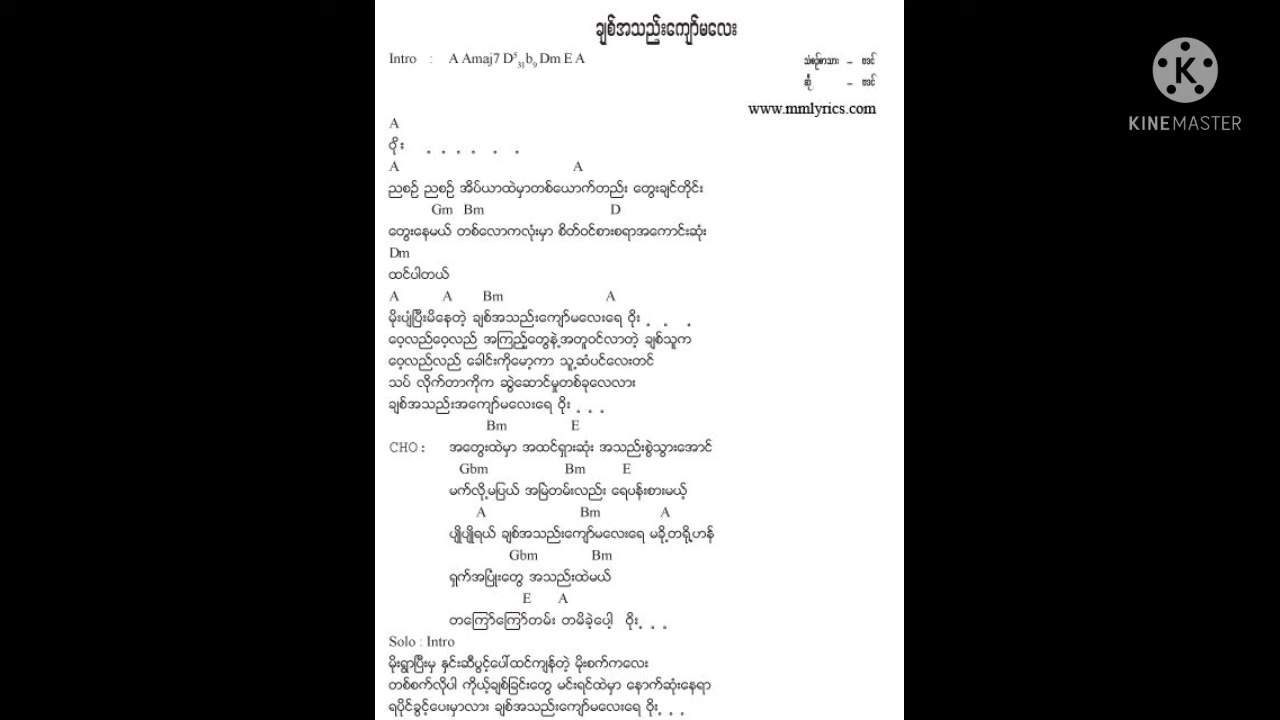 ချစ်အသည်းကျော်မလေး
Intro : A Amaj7 D⁵₃₁b₉ Dm E A
သံစဉ်/စာသား - ဗဒင်
ဆို - ဗဒင်
www.mmlyrics.com
K
KINEMASTER
A
ဝိုး . . . . . .
A A
ညစဉ် ညစဉ် အိပ်ယာထဲမှာတစ်ယောက်တည်း တွေးချင်တိုင်း
Gm Bm D
တွေးနေမယ် တစ်လောကလုံးမှာ စိတ်ဝင်စားစရာအကောင်းဆုံး
Dm
ထင်ပါတယ်
A A Bm A
မိုးပျံပြီးမိနေတဲ့ ချစ်အသည်းကျော်မလေးရေ ဝိုး . . .
ဝေ့လည်ဝေ့လည် အကြည့်တွေနဲ့အတူဝင်လာတဲ့ ချစ်သူက
ဝေ့လည်လည် ခေါင်းကိုမော့ကာ သူ့ဆံပင်လေးတင်
သပ် လိုက်တာကိုက ဆွဲဆောင်မှုတစ်ခုလေလား
ချစ်အသည်းအကျော်မလေးရေ ဝိုး . . .
Bm E
CHO : အတွေးထဲမှာ အထင်ရှားဆုံး အသည်းစွဲသွားအောင်
Gbm Bm E
မက်လို့မပြယ် အမြဲတမ်းလည်း ရေပန်းစားမယ့်
A Bm A
ပျိုပျိုရယ် ချစ်အသည်းကျော်မလေးရေ မခို့တရို့ဟန်
Gbm Bm
ရှက်အပြုံးတွေ အသည်းထဲမယ်
E A
တကြော်ကြော်တမ်း တမိခဲ့ပေါ့ ဝိုး . . .
Solo : Intro
မိုးရွာပြီးမှ နှင်းဆီပွင့်ပေါ်ထင်ကျန်တဲ့ မိုးစက်ကလေး
တစ်စက်လိုပါ ကိုယ့်ချစ်ခြင်းတွေ မင်းရင်ထဲမှာ နောက်ဆုံးနေရာ
ရပိုင်ခွင့်ပေးမှာလား ချစ်အသည်းကျော်မလေးရေ ဝိုး . . .